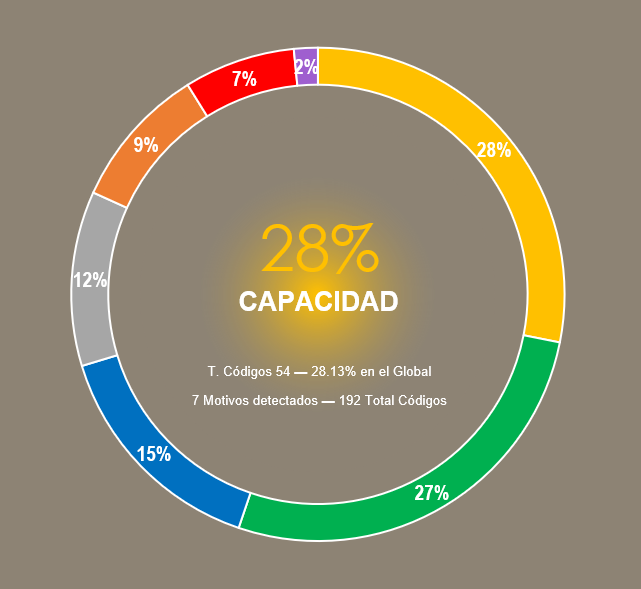 2%
7%
28%
9%
28%
CAPACIDAD
12%
T. Códigos 54 — 28.13% en el Global
7 Motivos detectados — 192 Total Códigos
15%
27%